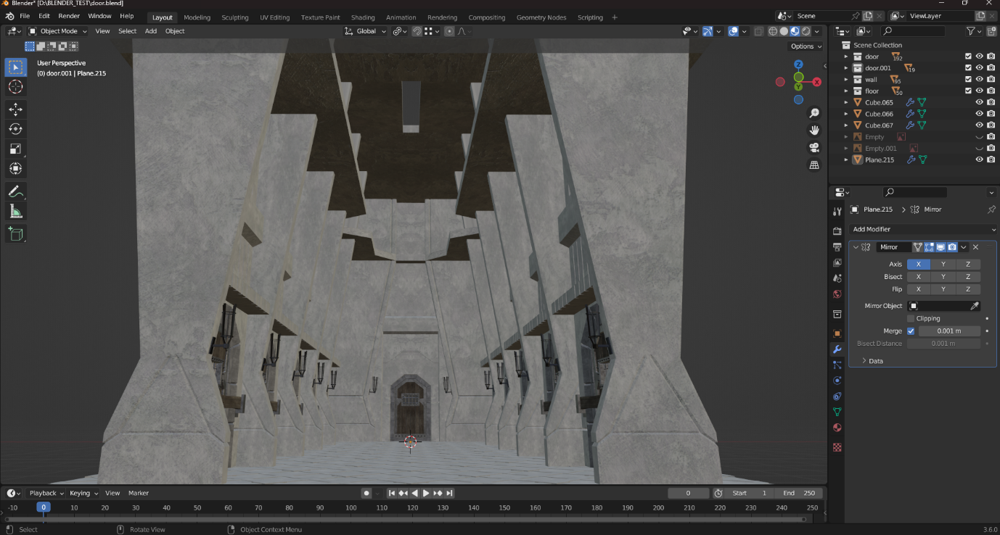 Blender* [D:\BLENDER_TEST\door.blend]
File Edit Render Window Help Layout Modeling Sculpting UV Editing Texture Paint Shading Animation Rendering Compositing Geometry Nodes Scripting + Scene ViewLayer
Object Mode View Select Add Object Global
Options
User Perspective
(0) door.001 | Plane.215
Z
X
Y
Scene Collection
door 192
door.001 19
wall 95
floor 50
Cube.065
Cube.066
Cube.067
Empty
Empty.001
Plane.215
Plane.215 > Mirror
Add Modifier
Mirror
Axis X Y Z
Bisect X Y Z
Flip X Y Z
Mirror Object
Clipping
Merge 0.001 m
Bisect Distance 0.001 m
> Data
Playback Keying View Marker 0 Start 1 End 250
-10 0 10 20 30 40 50 60 70 80 90 100 110 120 130 140 150 160 170 180 190 200 210 220 230 240 250
Select Rotate View Object Context Menu 3.6.0